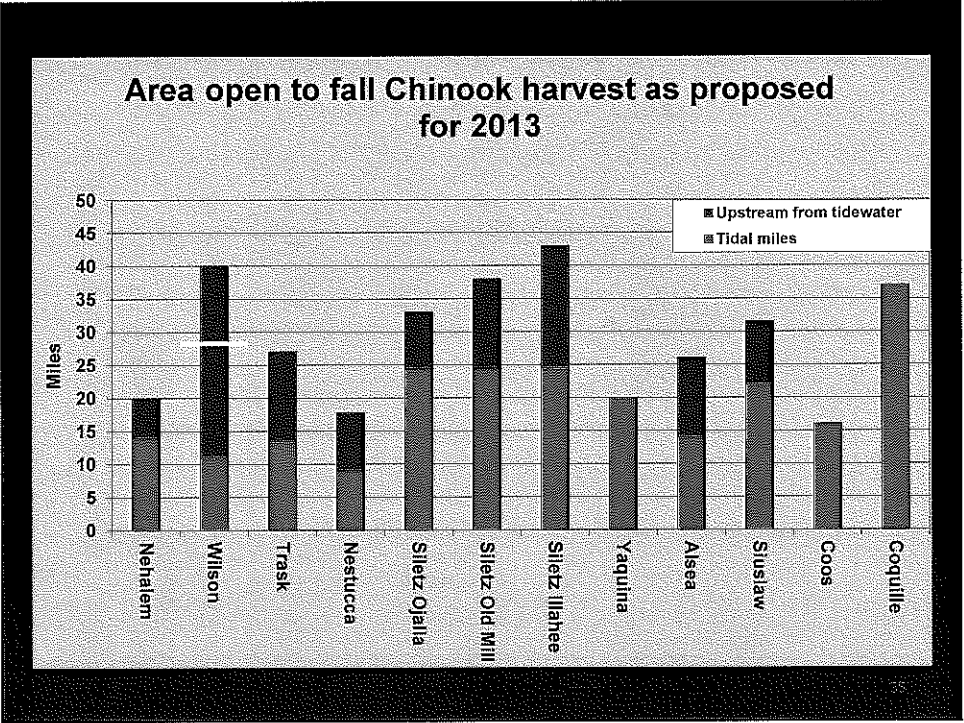 Area open to fall Chinook harvest as proposed
for 2013
50
45
40
35
30
25
20
15
10
5
0
Miles
Upstream from tidewater
Tidal miles
Nehalem
Wilson
Trask
Nestucca
Siletz Ojalla
Siletz Old Mill
Siletz Illahee
Yaquina
Alsea
Siuslaw
Coos
Coquille
35